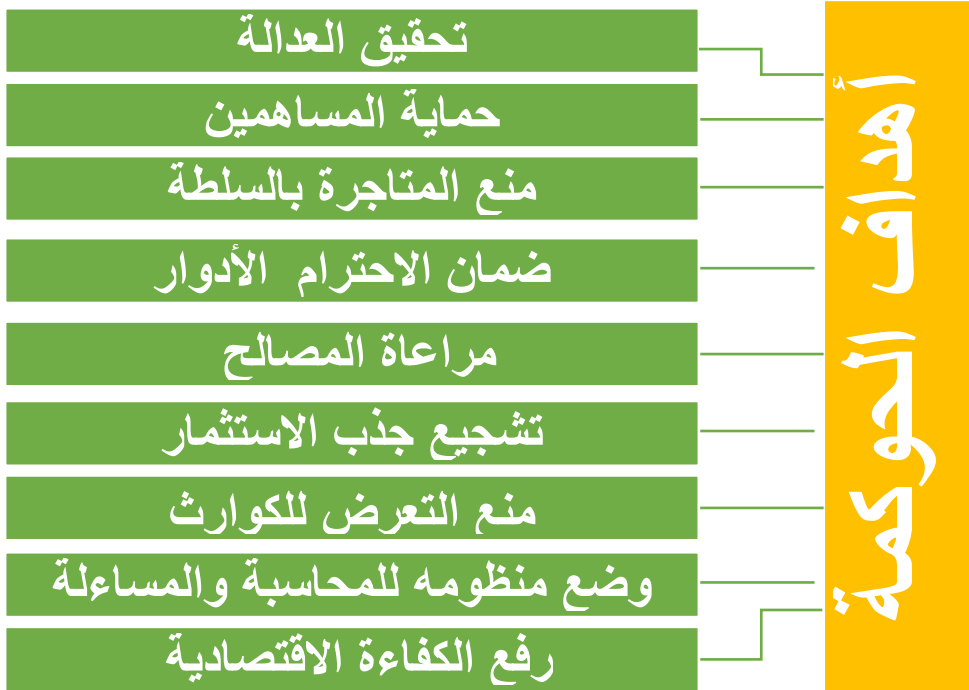 أهداف الحوكمة
تحقيق العدالة
حماية المساهمين
منع المتاجرة بالسلطة
ضمان الاحترام الأدوار
مراعاة المصالح
تشجيع جذب الاستثمار
منع التعرض للكوارث
وضع منظومه للمحاسبة والمساءلة
رفع الكفاءة الاقتصادية